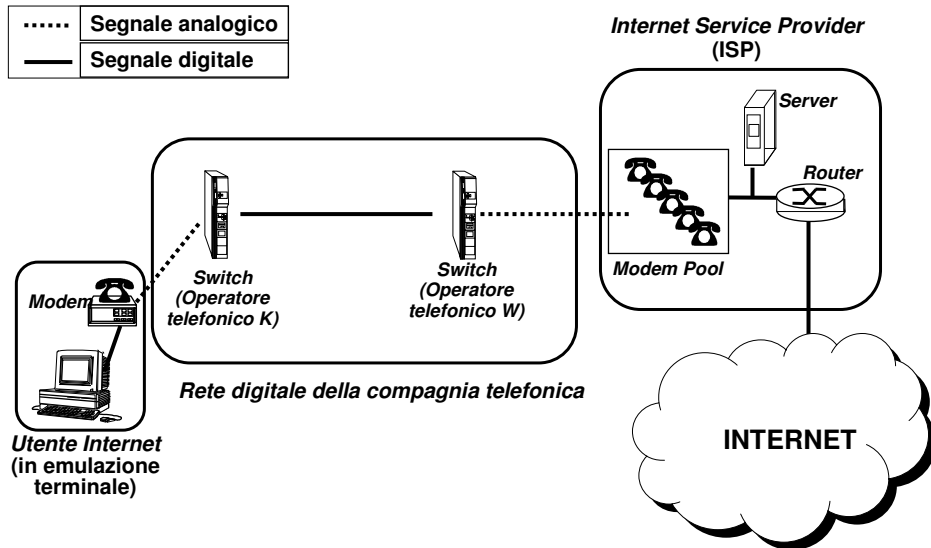 Segnale analogico
Segnale digitale
Internet Service Provider
(ISP)
Server
Router
Modem Pool
Switch
(Operatore
telefonico K)
Switch
(Operatore
telefonico W)
Modem
Rete digitale della compagnia telefonica
Utente Internet
(in emulazione
terminale)
INTERNET